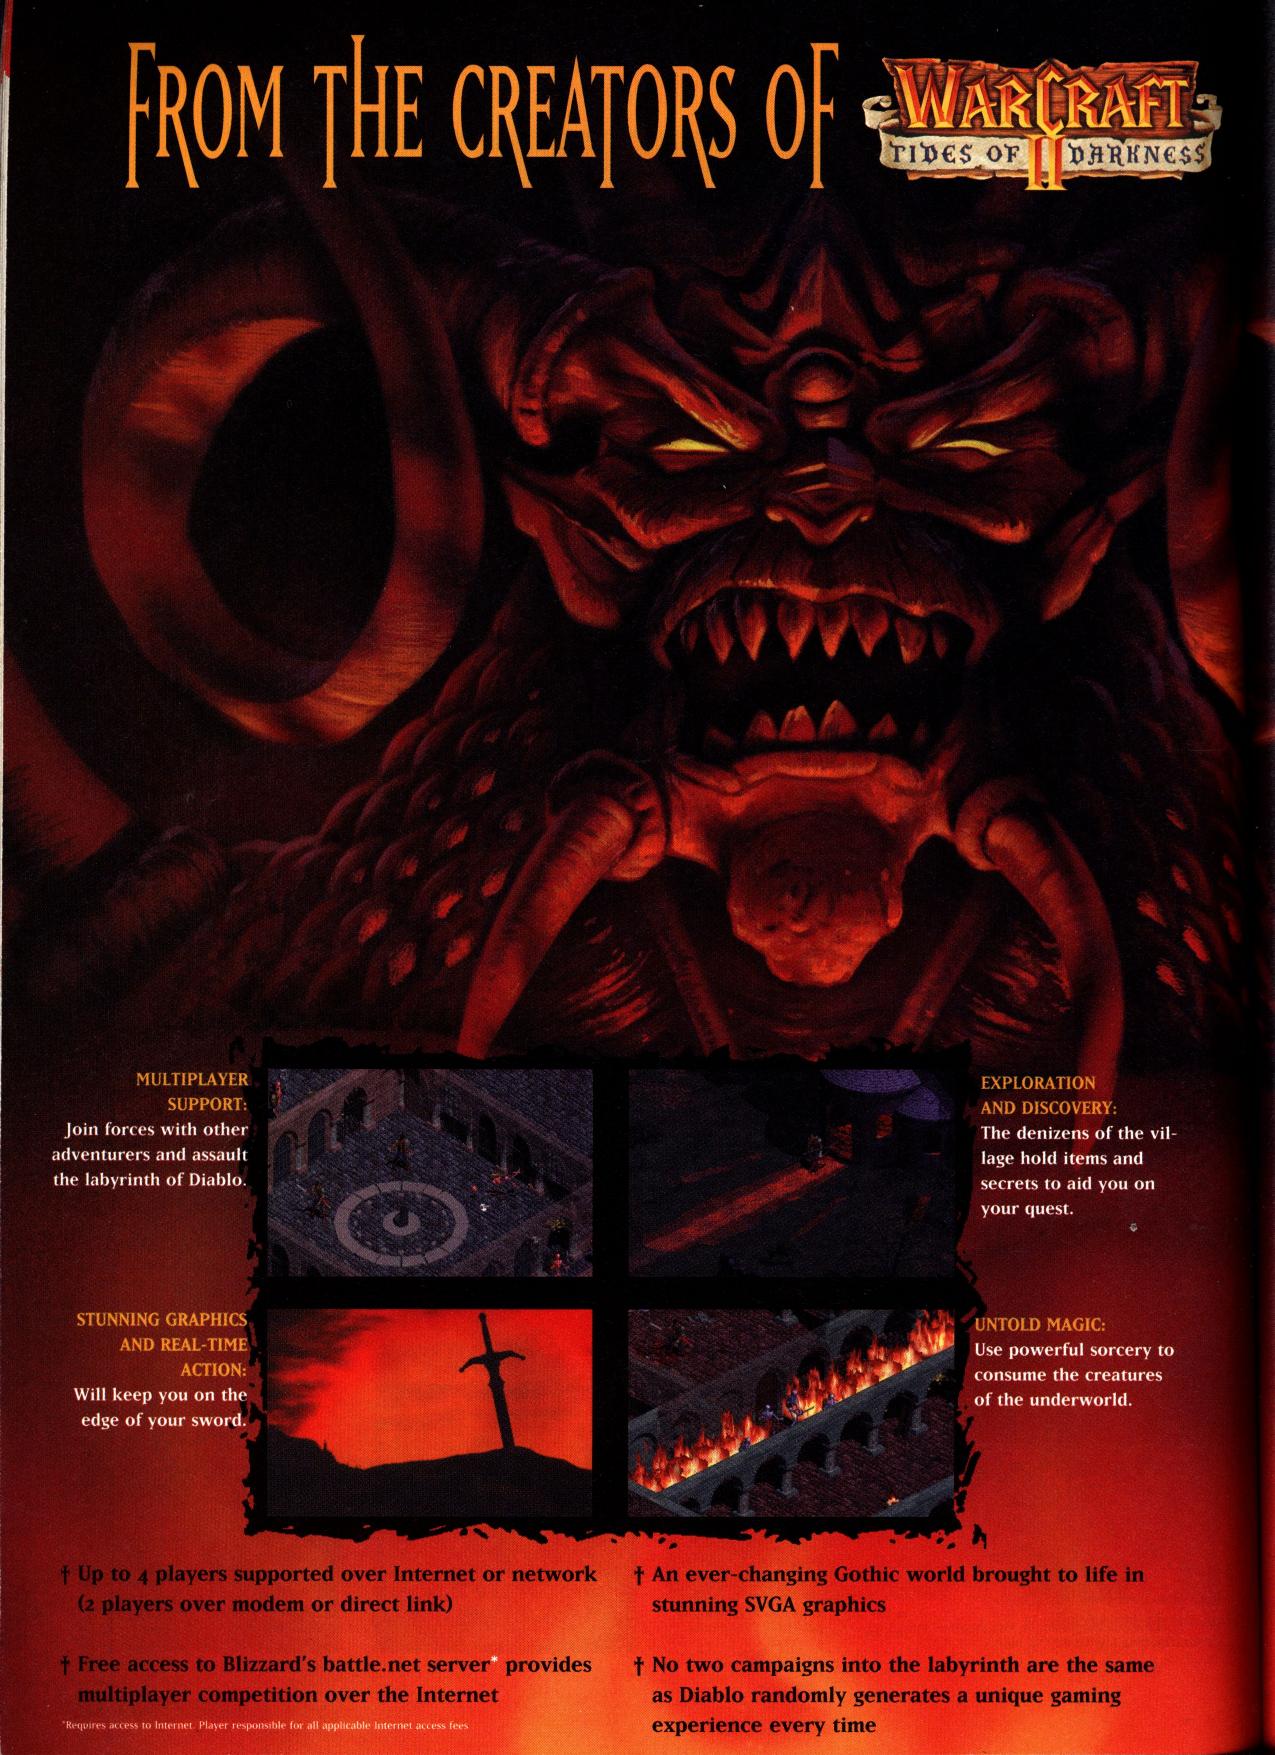 FROM THE CREATORS OF
WARCRAFT
TIDES OF II DARKNESS
MULTIPLAYER
SUPPORT:
Join forces with other
adventurers and assault
the labyrinth of Diablo.
EXPLORATION
AND DISCOVERY:
The denizens of the vil-
lage hold items and
secrets to aid you on
your quest.
STUNNING GRAPHICS
AND REAL-TIME
ACTION:
Will keep you on the
edge of your sword.
UNTOLD MAGIC:
Use powerful sorcery to
consume the creatures
of the underworld.
† Up to 4 players supported over Internet or network
(2 players over modem or direct link)
† Free access to Blizzard's battle.net server* provides
multiplayer competition over the Internet
*Requires access to Internet. Player responsible for all applicable Internet access fees
† An ever-changing Gothic world brought to life in
stunning SVGA graphics
† No two campaigns into the labyrinth are the same
as Diablo randomly generates a unique gaming
experience every time